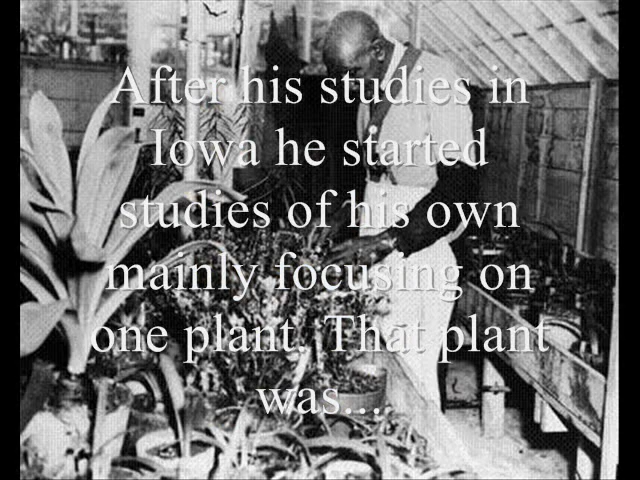 After his studies in
Iowa he started
studies of his own
mainly focusing on
one plant. That plant
was....